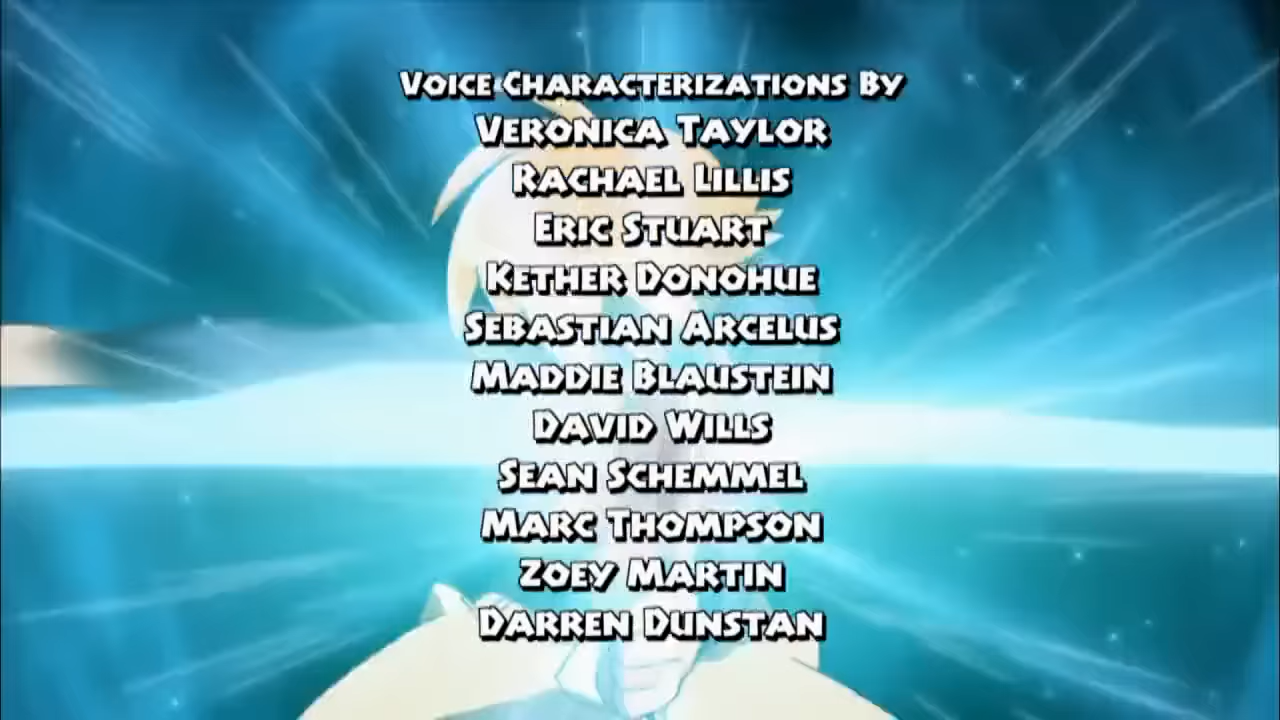 Voice Characterizations By
Veronica Taylor
Rachael Lillis
Eric Stuart
Kether Donohue
Sebastian Arcelus
Maddie Blaustein
David Wills
Sean Schemmel
Marc Thompson
Zoey Martin
Darren Dunstan